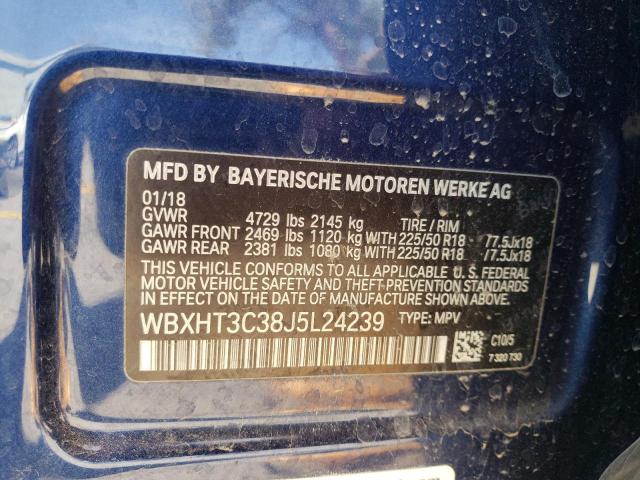 MFD BY BAYERISCHE MOTOREN WERKE AG
01/18
GVWR 4729 lbs 2145 kg TIRE / RIM
GAWR FRONT 2469 lbs 1120 kg WITH 225/50 R18 /7.5Jx18
GAWR REAR 2381 lbs 1080 kg WITH 225/50 R18 /7.5Jx18
THIS VEHICLE CONFORMS TO ALL APPLICABLE U. S. FEDERAL
MOTOR VEHICLE SAFETY AND THEFT PREVENTION STANDARDS
IN EFFECT ON THE DATE OF MANUFACTURE SHOWN ABOVE.
WBXHT3C38J5L24239 TYPE: MPV
C10/5
7 320 730